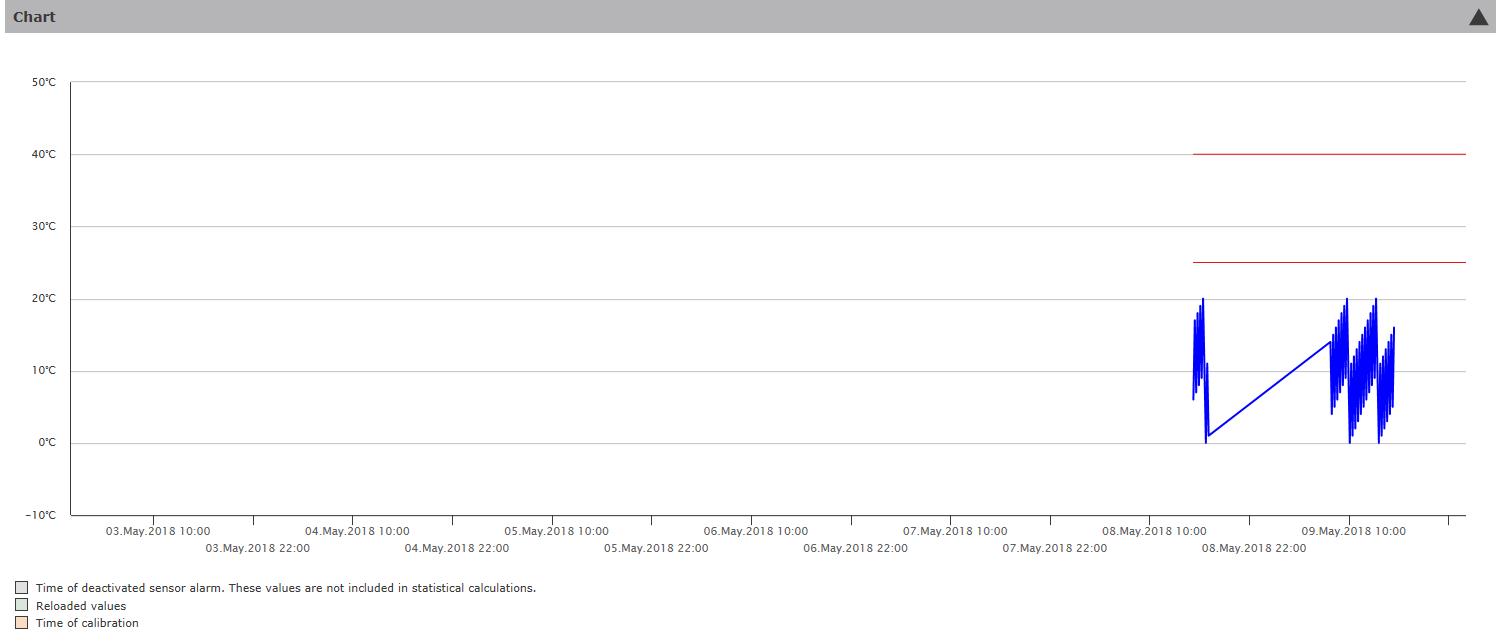 Chart
50°C
40°C
30°C
20°C
10°C
0°C
-10°C
03.May.2018 10:00
04.May.2018 10:00
05.May.2018 10:00
06.May.2018 10:00
07.May.2018 10:00
08.May.2018 10:00
09.May.2018 10:00
03.May.2018 22:00
04.May.2018 22:00
05.May.2018 22:00
06.May.2018 22:00
07.May.2018 22:00
08.May.2018 22:00
Time of deactivated sensor alarm. These values are not included in statistical calculations.
Reloaded values
Time of calibration